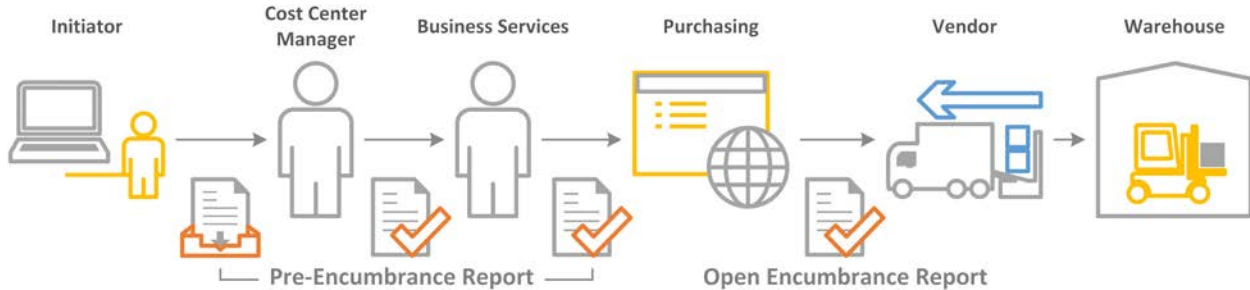 Initiator
Cost Center
Manager
Business Services
Purchasing
Vendor
Warehouse
Pre-Encumbrance Report
Open Encumbrance Report